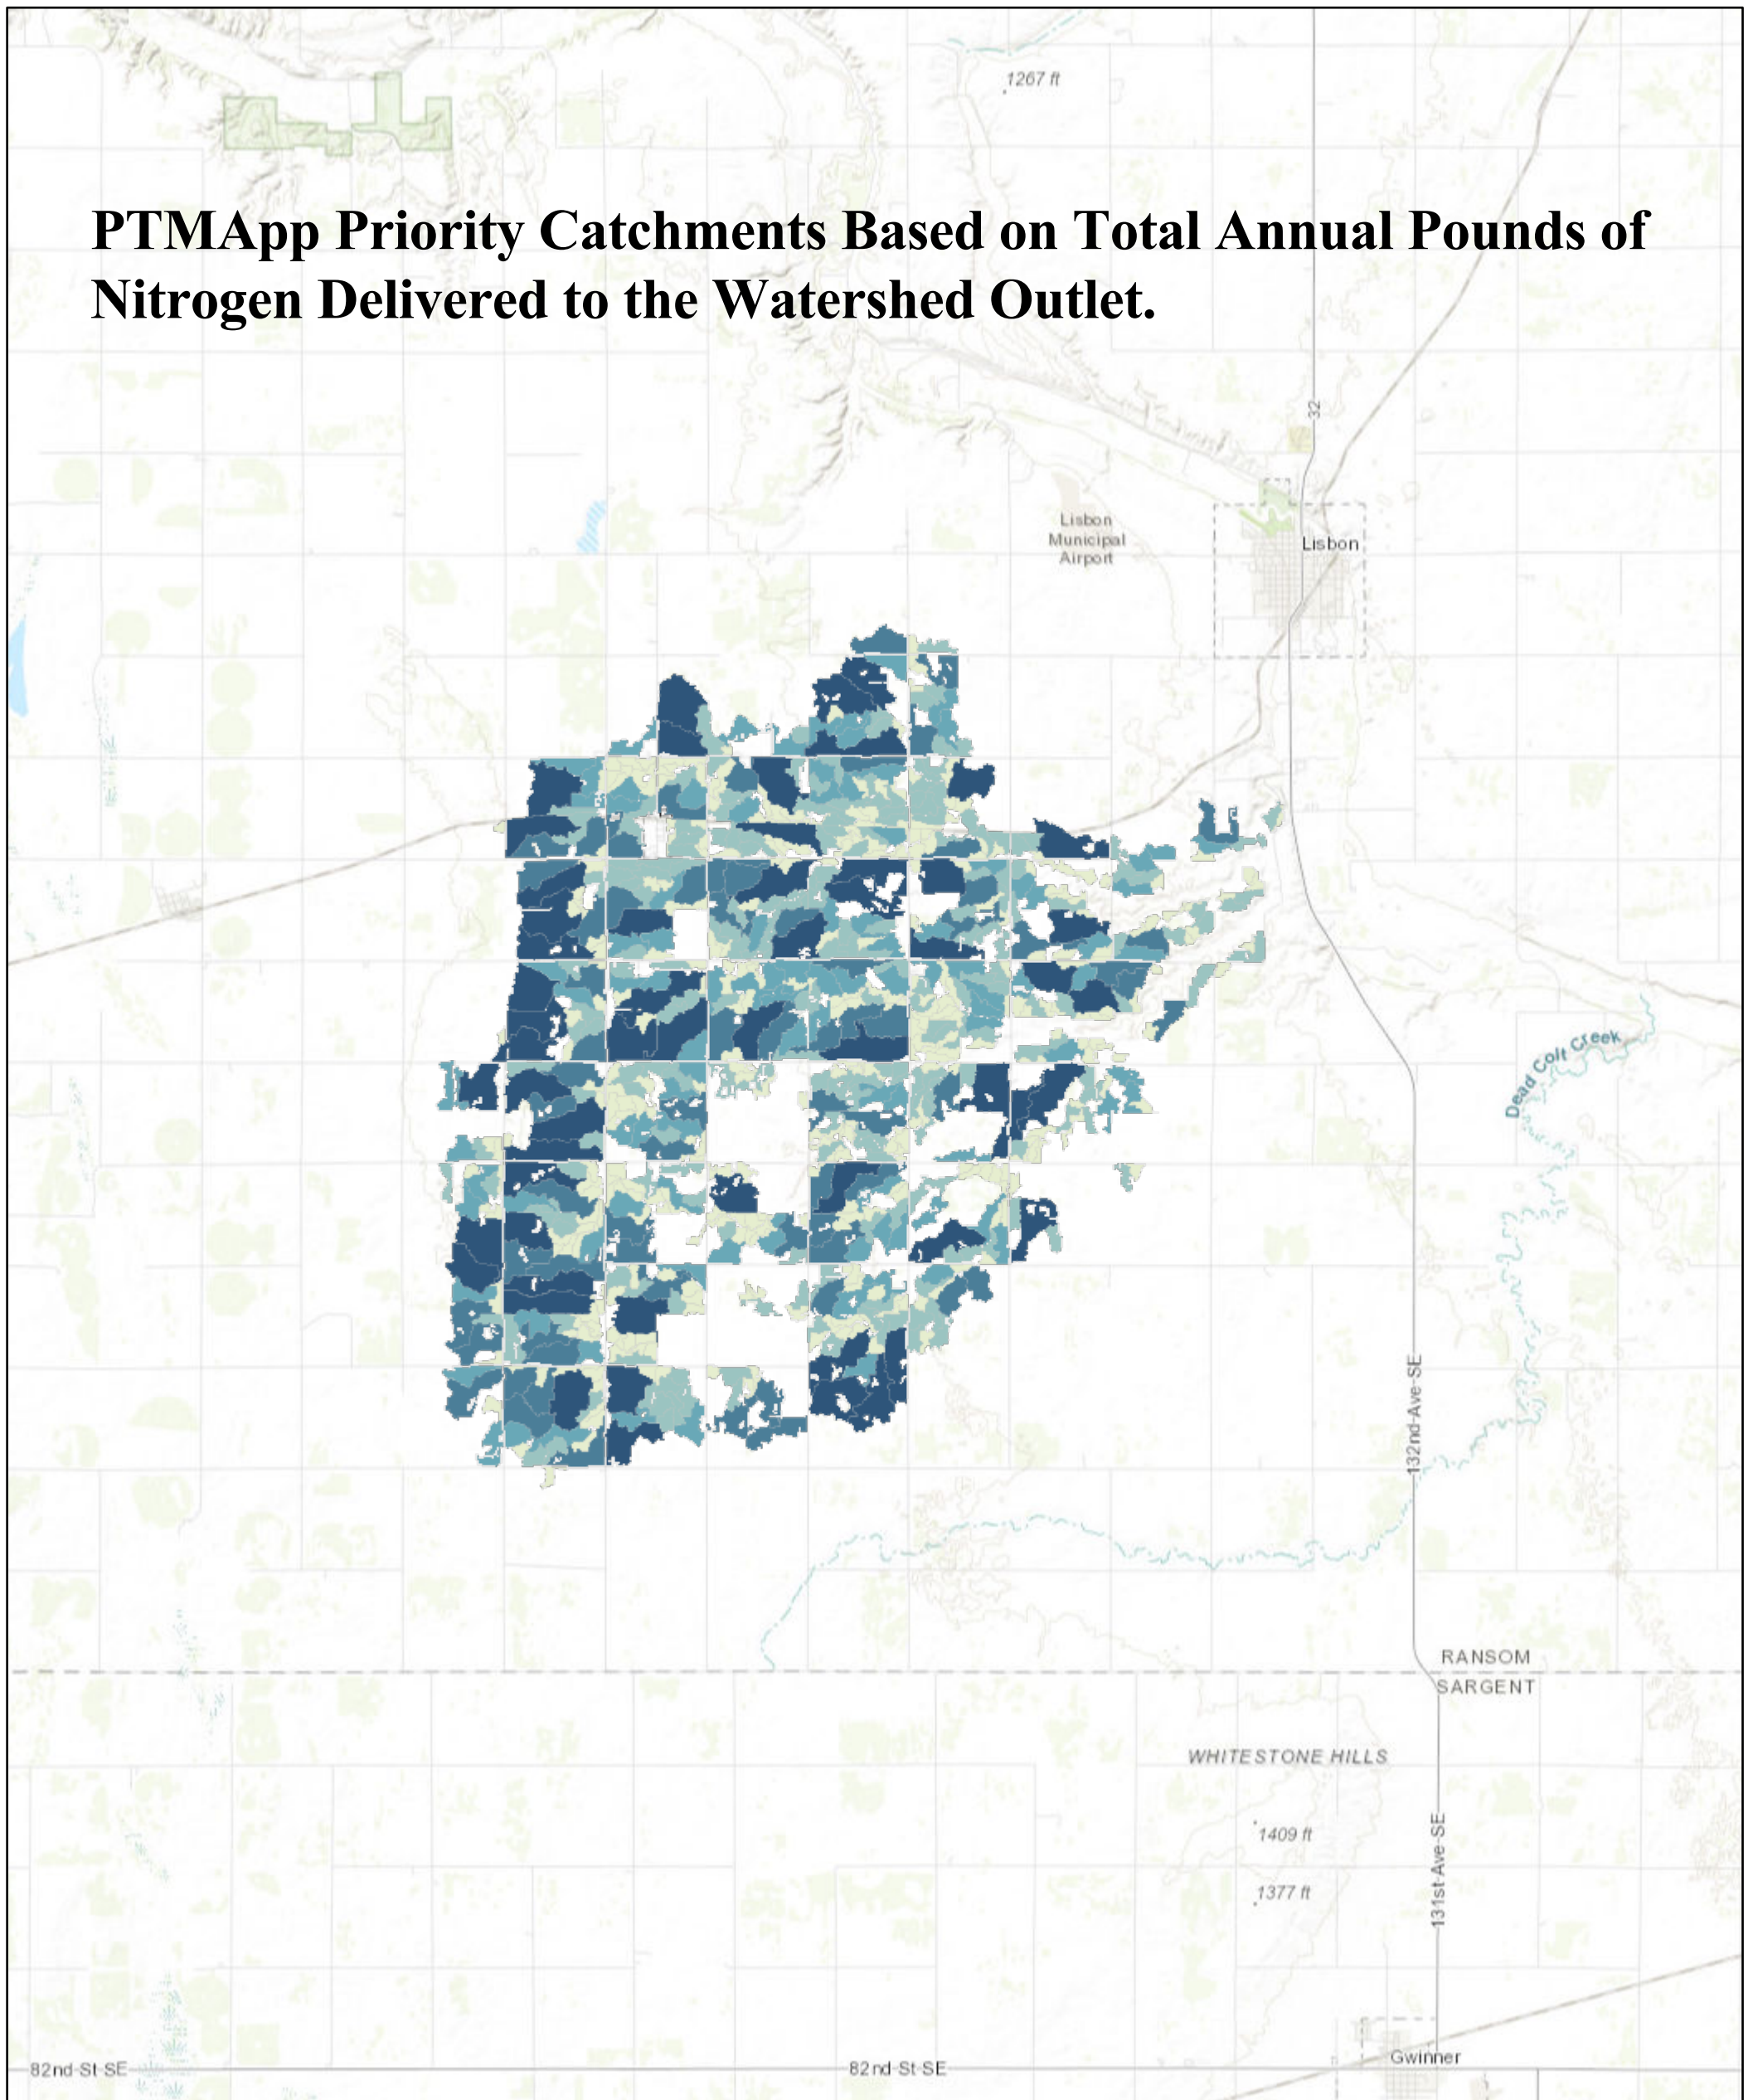 1267 ft
PTMApp Priority Catchments Based on Total Annual Pounds of
Nitrogen Delivered to the Watershed Outlet.
32
Lisbon
Municipal
Airport
Lisbon
Dead Colt Creek
132nd-Ave-SE
RANSOM
SARGENT
WHITESTONE HILLS
1409 ft
1377 ft
131st-Ave-SE
Gwinner
82nd-St SE
82nd-St SE